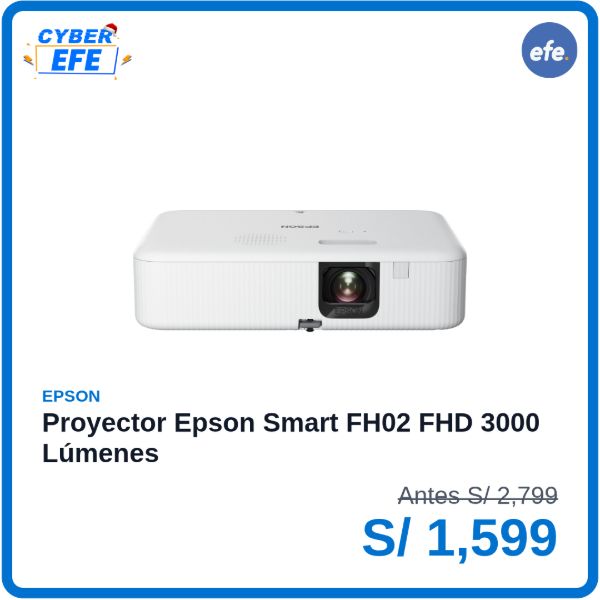 CYBER
EFE
efe.
EPSON
EPSON
Proyector Epson Smart FH02 FHD 3000
Lúmenes
Antes S/ 2,799
S/ 1,599